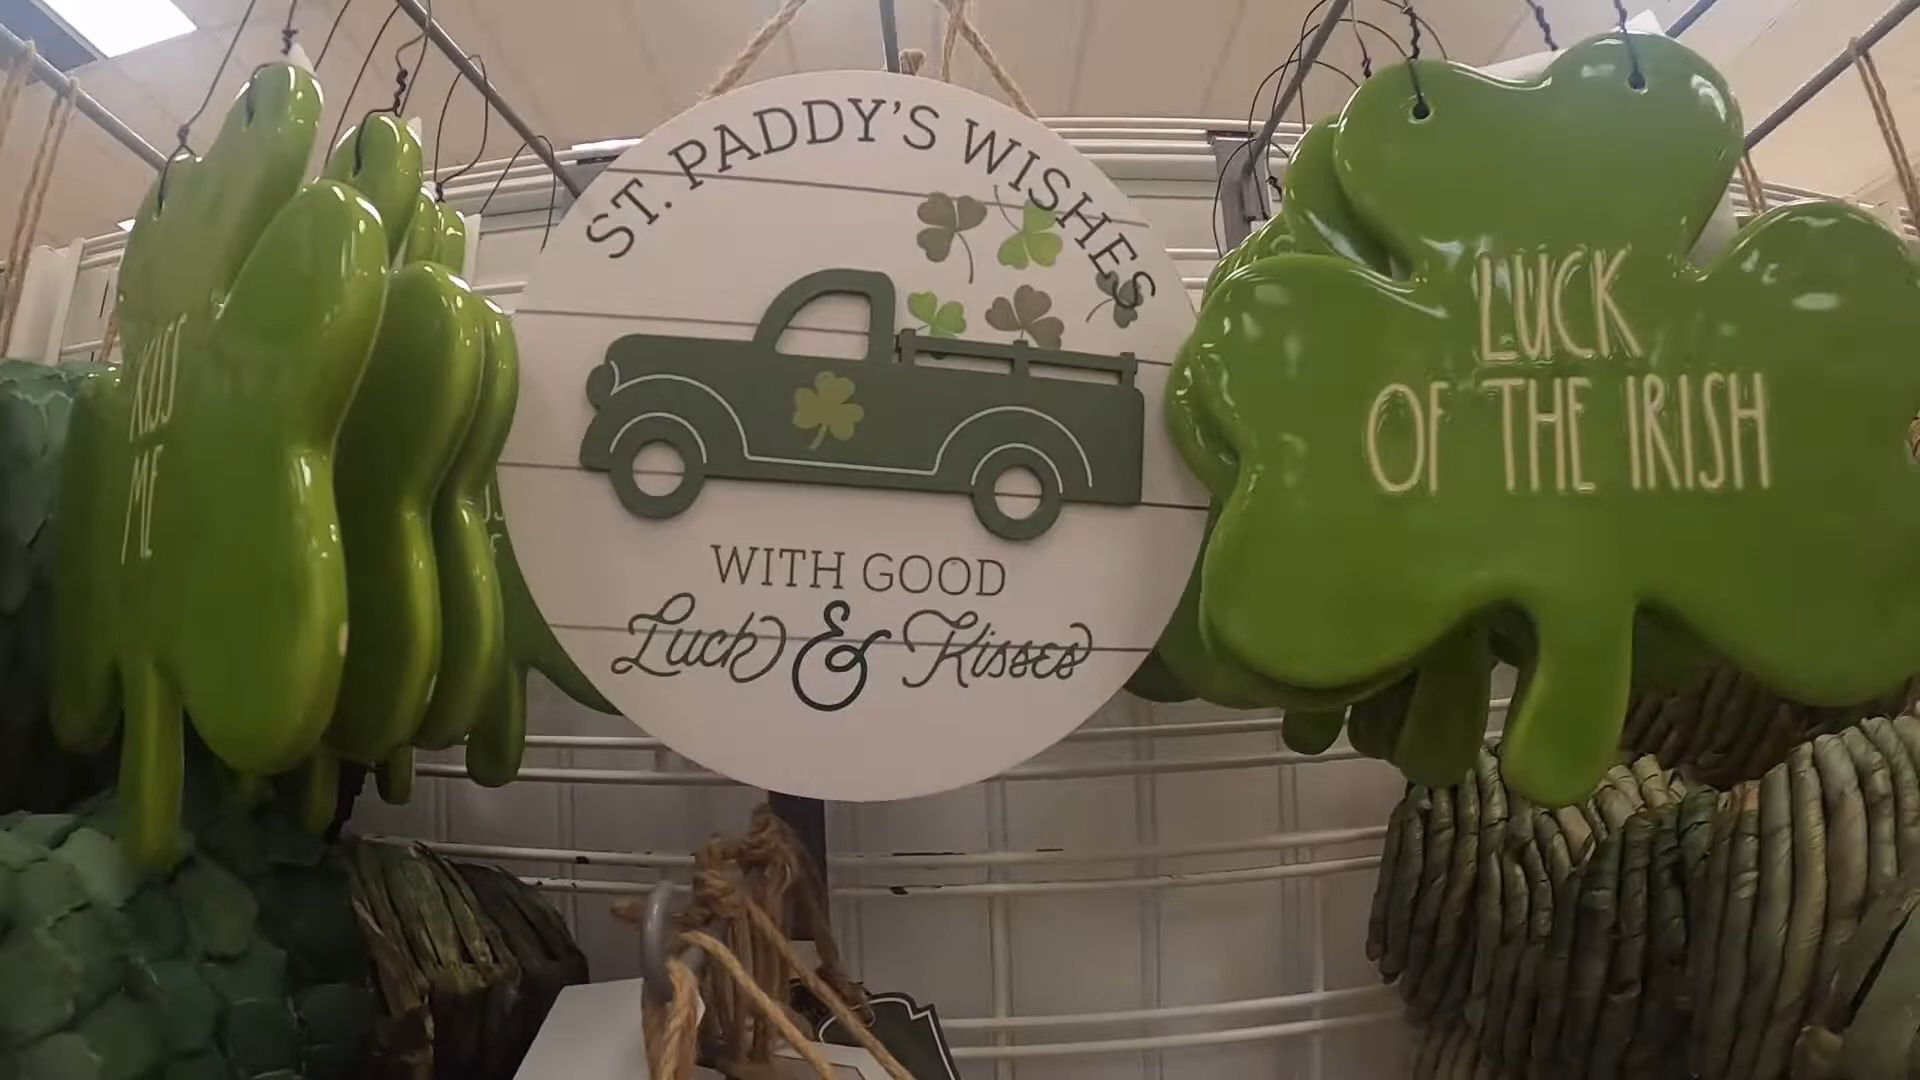 KISS
ME
ST. PADDY'S WISHES
WITH GOOD
Luck & Kisses
LUCK
OF THE IRISH